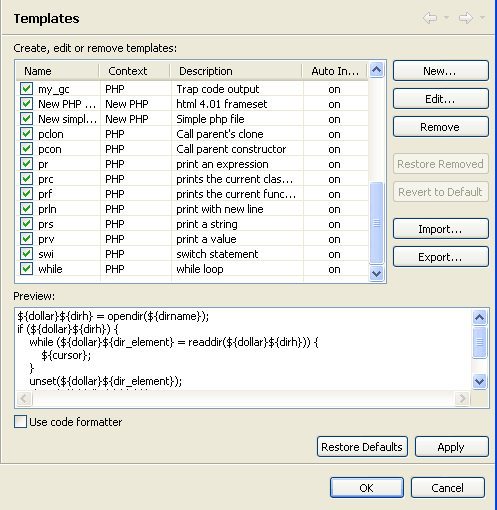 Templates
Create, edit or remove templates:
Name Context Description Auto In...
my_gc PHP Trap code output on
New PHP ... New PHP html 4.01 frameset on
New simpl... New PHP Simple php file on
pclon PHP Call parent's clone on
pcon PHP Call parent constructor on
pr PHP print an expression on
prc PHP prints the current clas... on
prf PHP prints the current func... on
prln PHP print with new line on
prs PHP print a string on
prv PHP print a value on
swi PHP switch statement on
while PHP while loop on
New...
Edit...
Remove
Restore Removed
Revert to Default
Import...
Export...
Preview:
${dollar}${dirh} = opendir(${dirname});
if (${dollar}${dirh}) {
while (${dollar}${dir_element} = readdir(${dollar}${dirh})) {
${cursor};
}
unset(${dollar}${dir_element});
Use code formatter
Restore Defaults Apply
OK Cancel